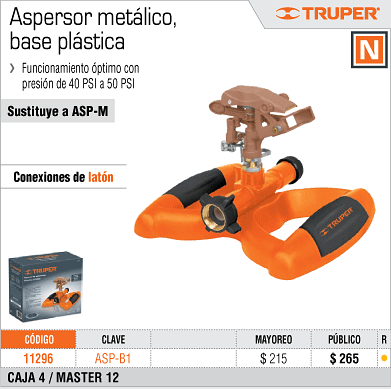 Aspersor metálico,
base plástica
TRUPER®
N
› Funcionamiento óptimo con
presión de 40 PSI a 50 PSI
Sustituye a ASP-M
Conexiones de latón
TRUPER
CÓDIGO CLAVE MAYOREO PÚBLICO R
11296 ASP-B1 $ 215 $ 265
CAJA 4 / MASTER 12